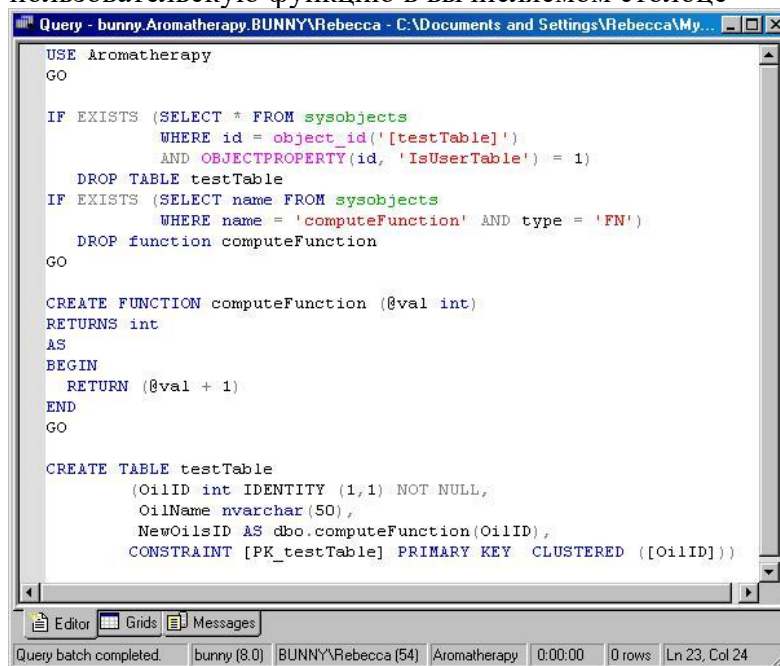 пользовательскую функцию в вычисляемом столбце
Query - bunny.Aromatherapy.BUNNY\Rebecca - C:\Documents and Settings\Rebecca\My...
USE Aromatherapy
GO
IF EXISTS (SELECT * FROM sysobjects
WHERE id = object_id('[testTable]')
AND OBJECTPROPERTY(id, 'IsUserTable') = 1)
DROP TABLE testTable
IF EXISTS (SELECT name FROM sysobjects
WHERE name = 'computeFunction' AND type = 'FN')
DROP function computeFunction
GO
CREATE FUNCTION computeFunction (@val int)
RETURNS int
AS
BEGIN
RETURN (@val + 1)
END
GO
CREATE TABLE testTable
(OilID int IDENTITY (1,1) NOT NULL,
OilName nvarchar(50),
NewOilsID AS dbo.computeFunction(OilID),
CONSTRAINT [PK_testTable] PRIMARY KEY CLUSTERED ([OilID]))
Editor Grids Messages
Query batch completed. bunny (8.0) BUNNY\Rebecca (54) Aromatherapy 0:00:00 0 rows Ln 23, Col 24